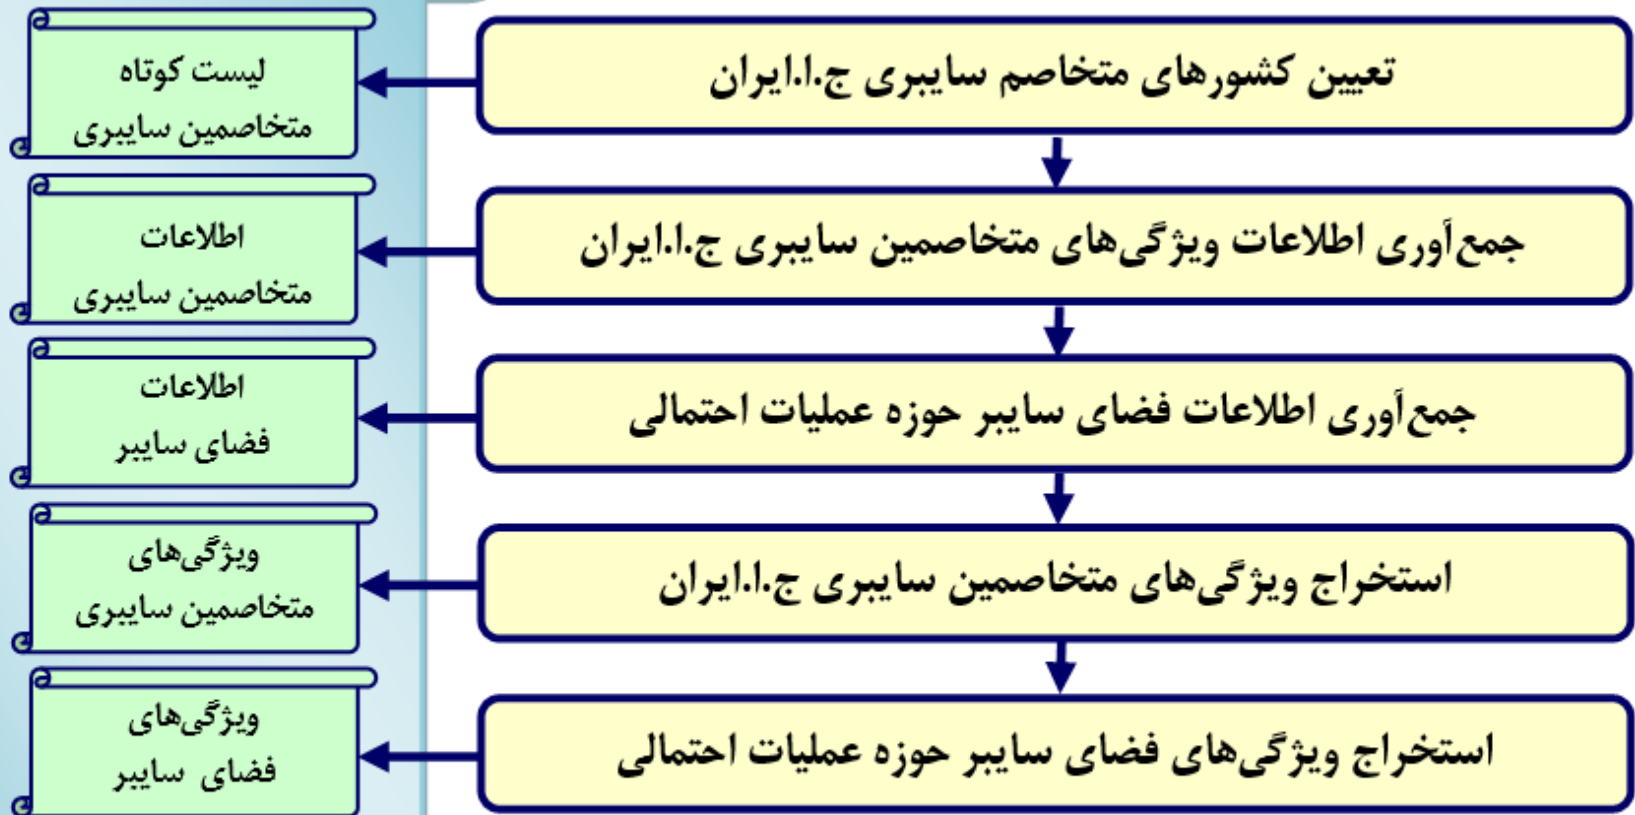 تعیین کشورهای متخاصم سایبری ج.ا.ایران
لیست کوتاه
متخاصمین سایبری
جمع‌آوری اطلاعات ویژگی‌های متخاصمین سایبری ج.ا.ایران
اطلاعات
متخاصمین سایبری
جمع‌آوری اطلاعات فضای سایبر حوزه عملیات احتمالی
اطلاعات
فضای سایبر
استخراج ویژگی‌های متخاصمین سایبری ج.ا.ایران
ویژگی‌های
متخاصمین سایبری
استخراج ویژگی‌های فضای سایبر حوزه عملیات احتمالی
ویژگی‌های
فضای سایبر